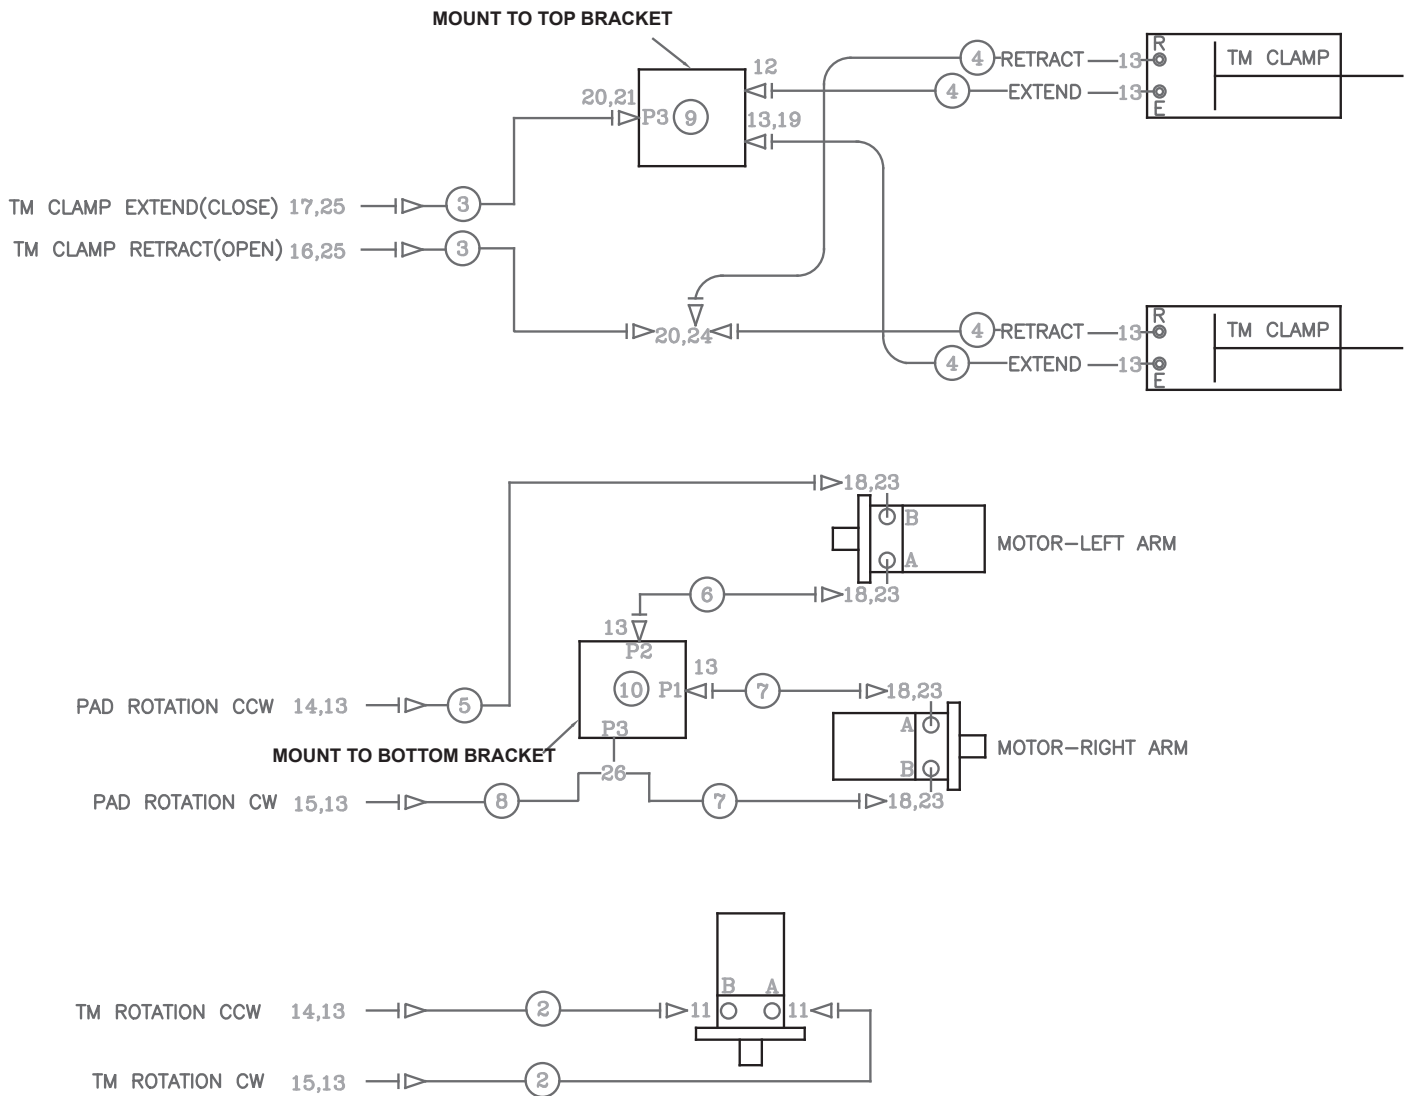 MOUNT TO TOP BRACKET
12
4 RETRACT 13 R TM CLAMP
4 EXTEND 13 E
20,21 P3 9 13,19
TM CLAMP EXTEND(CLOSE) 17,25 3
TM CLAMP RETRACT(OPEN) 16,25 3
20,24 4 RETRACT 13 R TM CLAMP
4 EXTEND 13 E
18,23
B
MOTOR-LEFT ARM
A
6 18,23
13
P2
13
10 P1 7 18,23
PAD ROTATION CCW 14,13 5
P3 A
MOUNT TO BOTTOM BRACKET
MOTOR-RIGHT ARM
26 B
PAD ROTATION CW 15,13 8 7 18,23
B A
TM ROTATION CCW 14,13 2 11 11
TM ROTATION CW 15,13 2